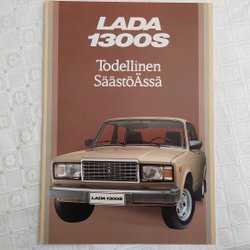 LADA
1300S
Todellinen
SäästöÄssä
LADA 1300S